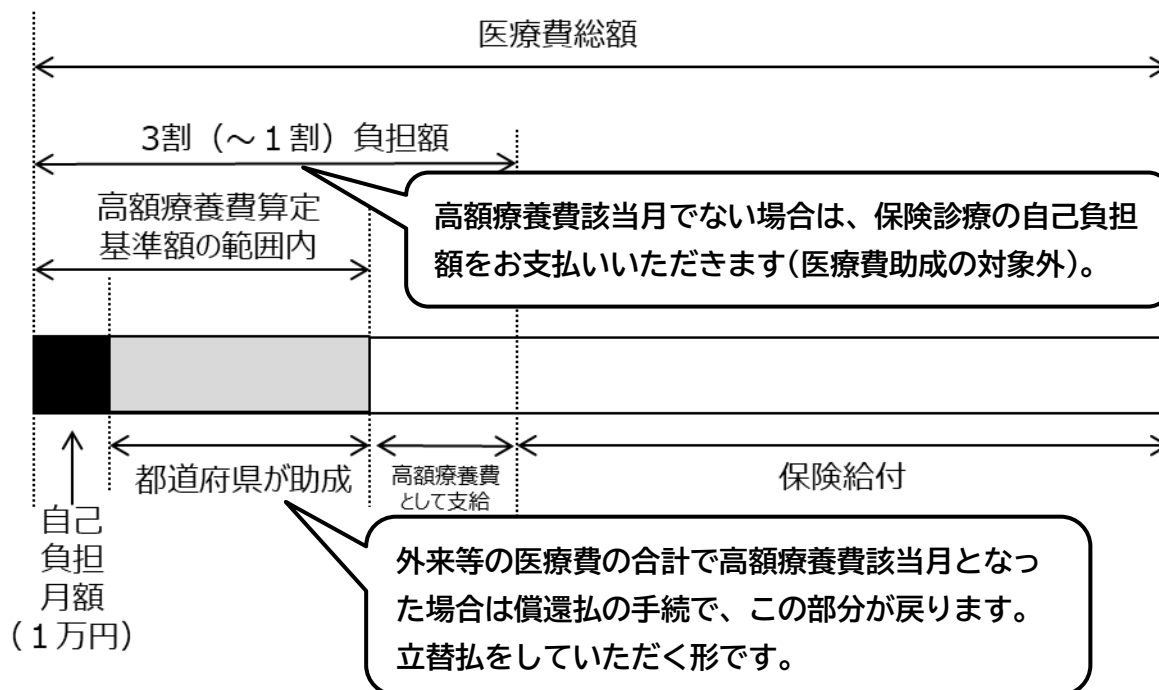 医療費総額
3割（～１割）負担額
高額療養費算定
基準額の範囲内
高額療養費該当月でない場合は、保険診療の自己負担
額をお支払いいただきます（医療費助成の対象外）。
都道府県が助成
高額療養費
として支給
保険給付
自己
負担
月額
（１万円）
外来等の医療費の合計で高額療養費該当月となっ
た場合は償還払の手続で、この部分が戻ります。
立替払をしていただく形です。